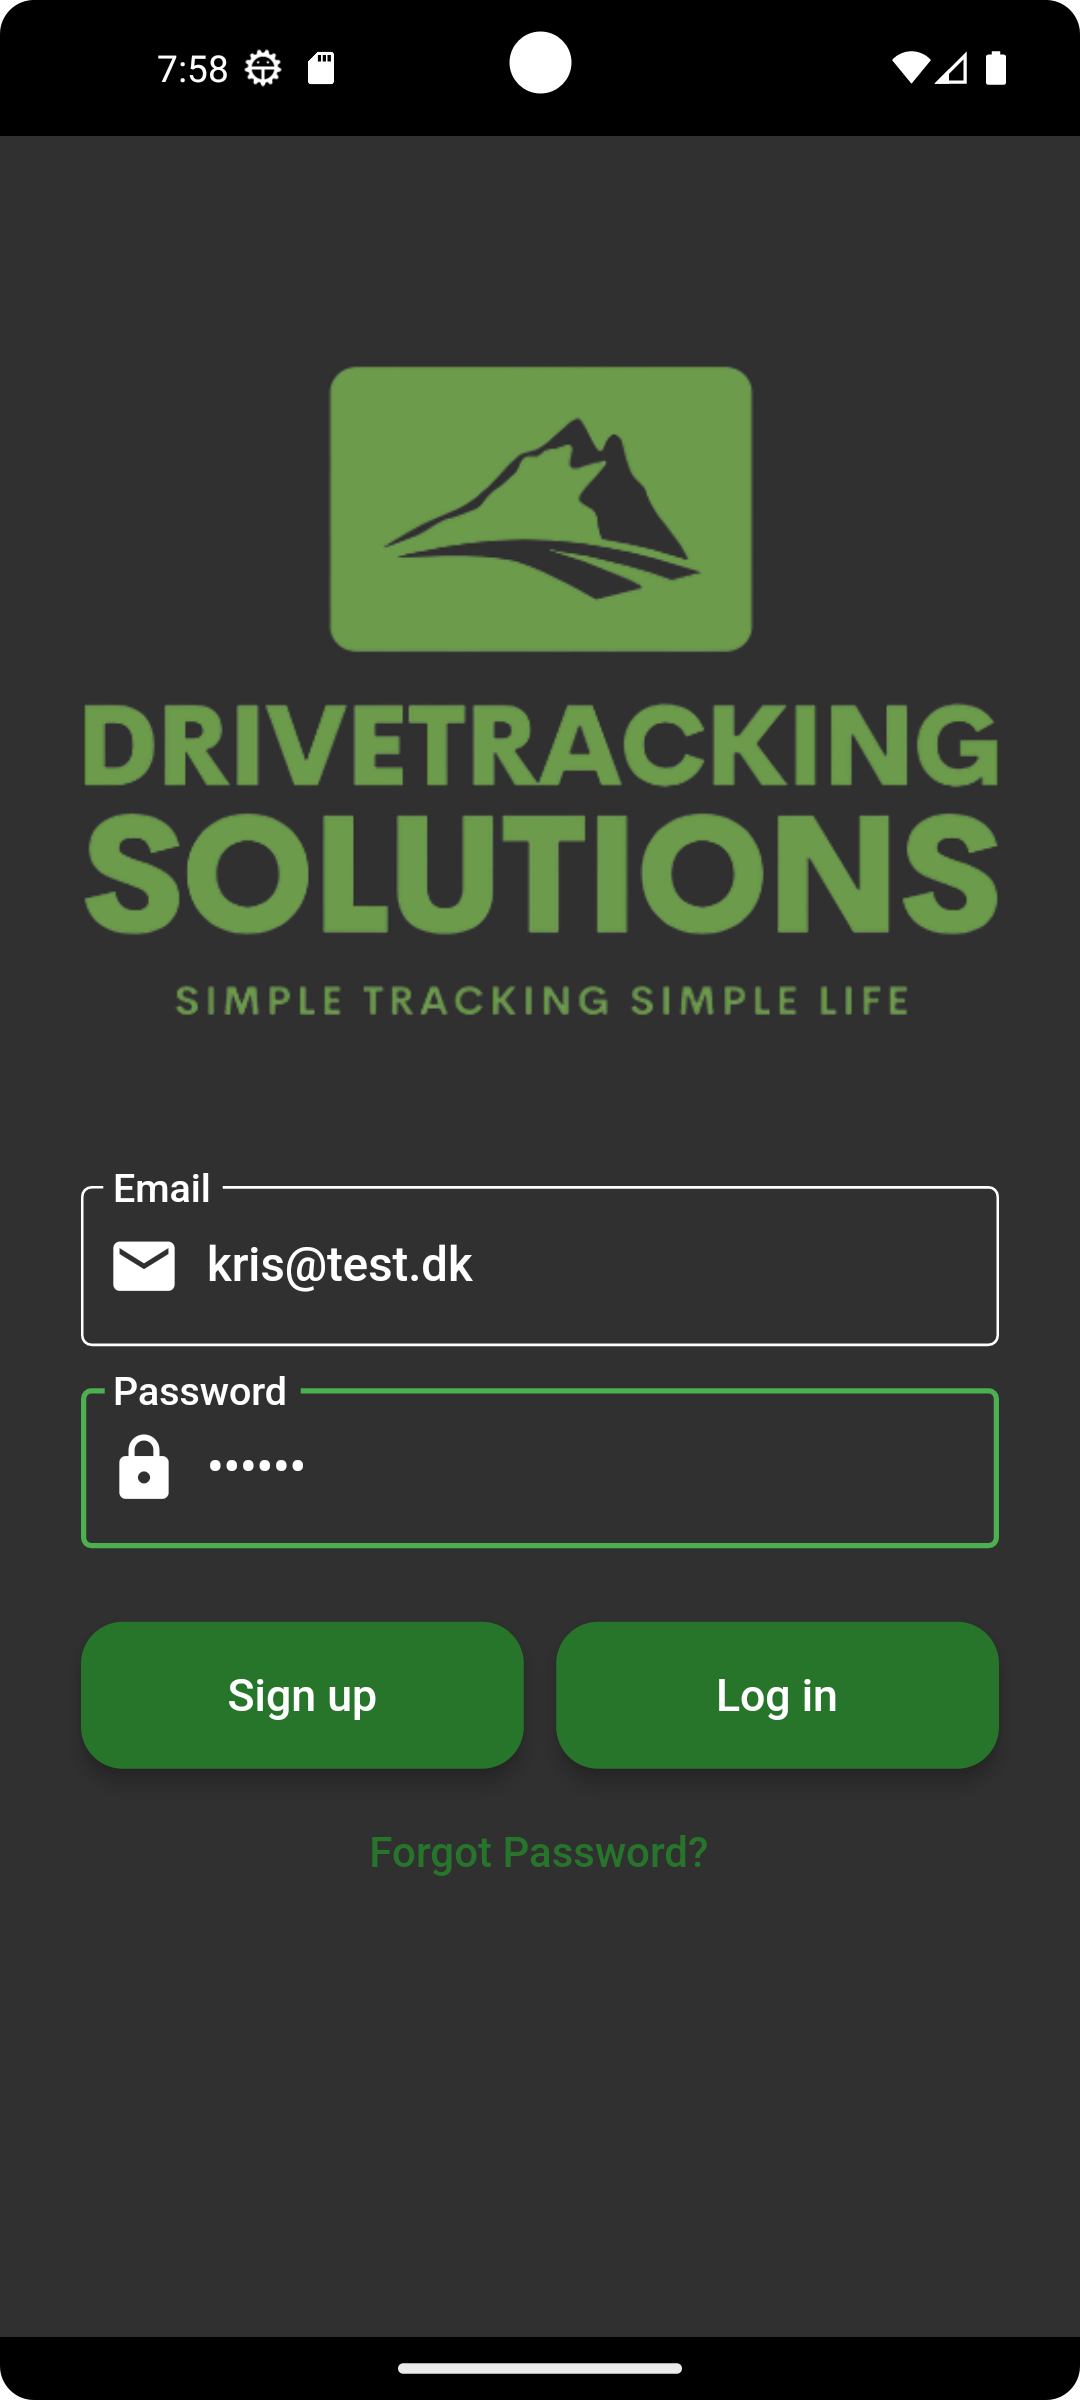 7:58
DRIVETRACKING
SOLUTIONS
SIMPLE TRACKING SIMPLE LIFE
Email
kris@test.dk
Password
••••••
Sign up
Log in
Forgot Password?